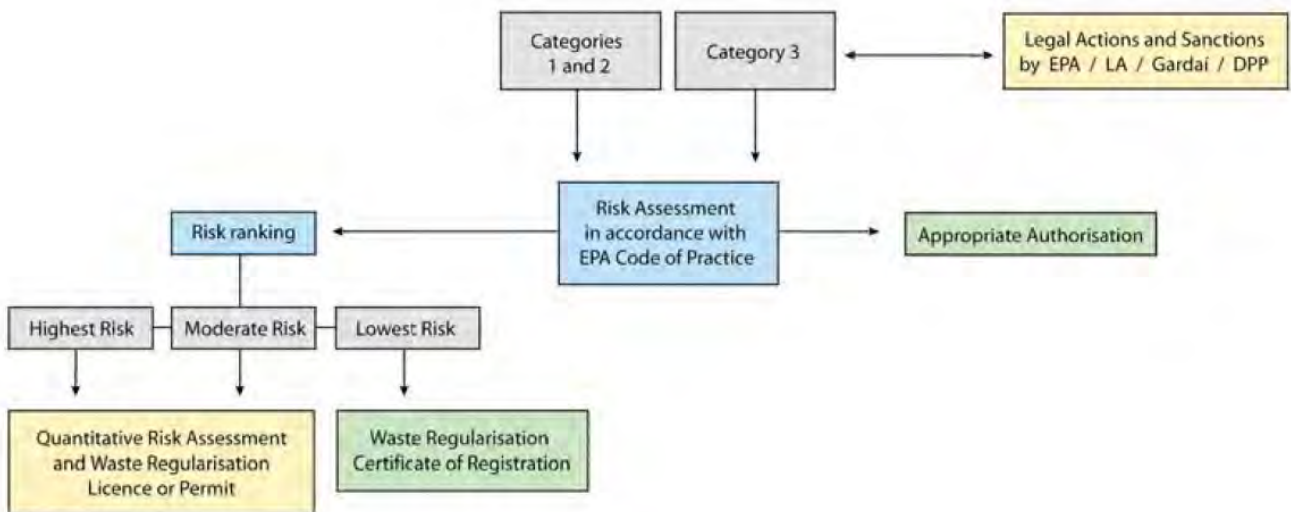 Categories
1 and 2
Category 3
Legal Actions and Sanctions
by EPA / LA / Gardaí / DPP
Risk Assessment
in accordance with
EPA Code of Practice
Risk ranking
Appropriate Authorisation
Highest Risk
Moderate Risk
Lowest Risk
Quantitative Risk Assessment
and Waste Regularisation
Licence or Permit
Waste Regularisation
Certificate of Registration